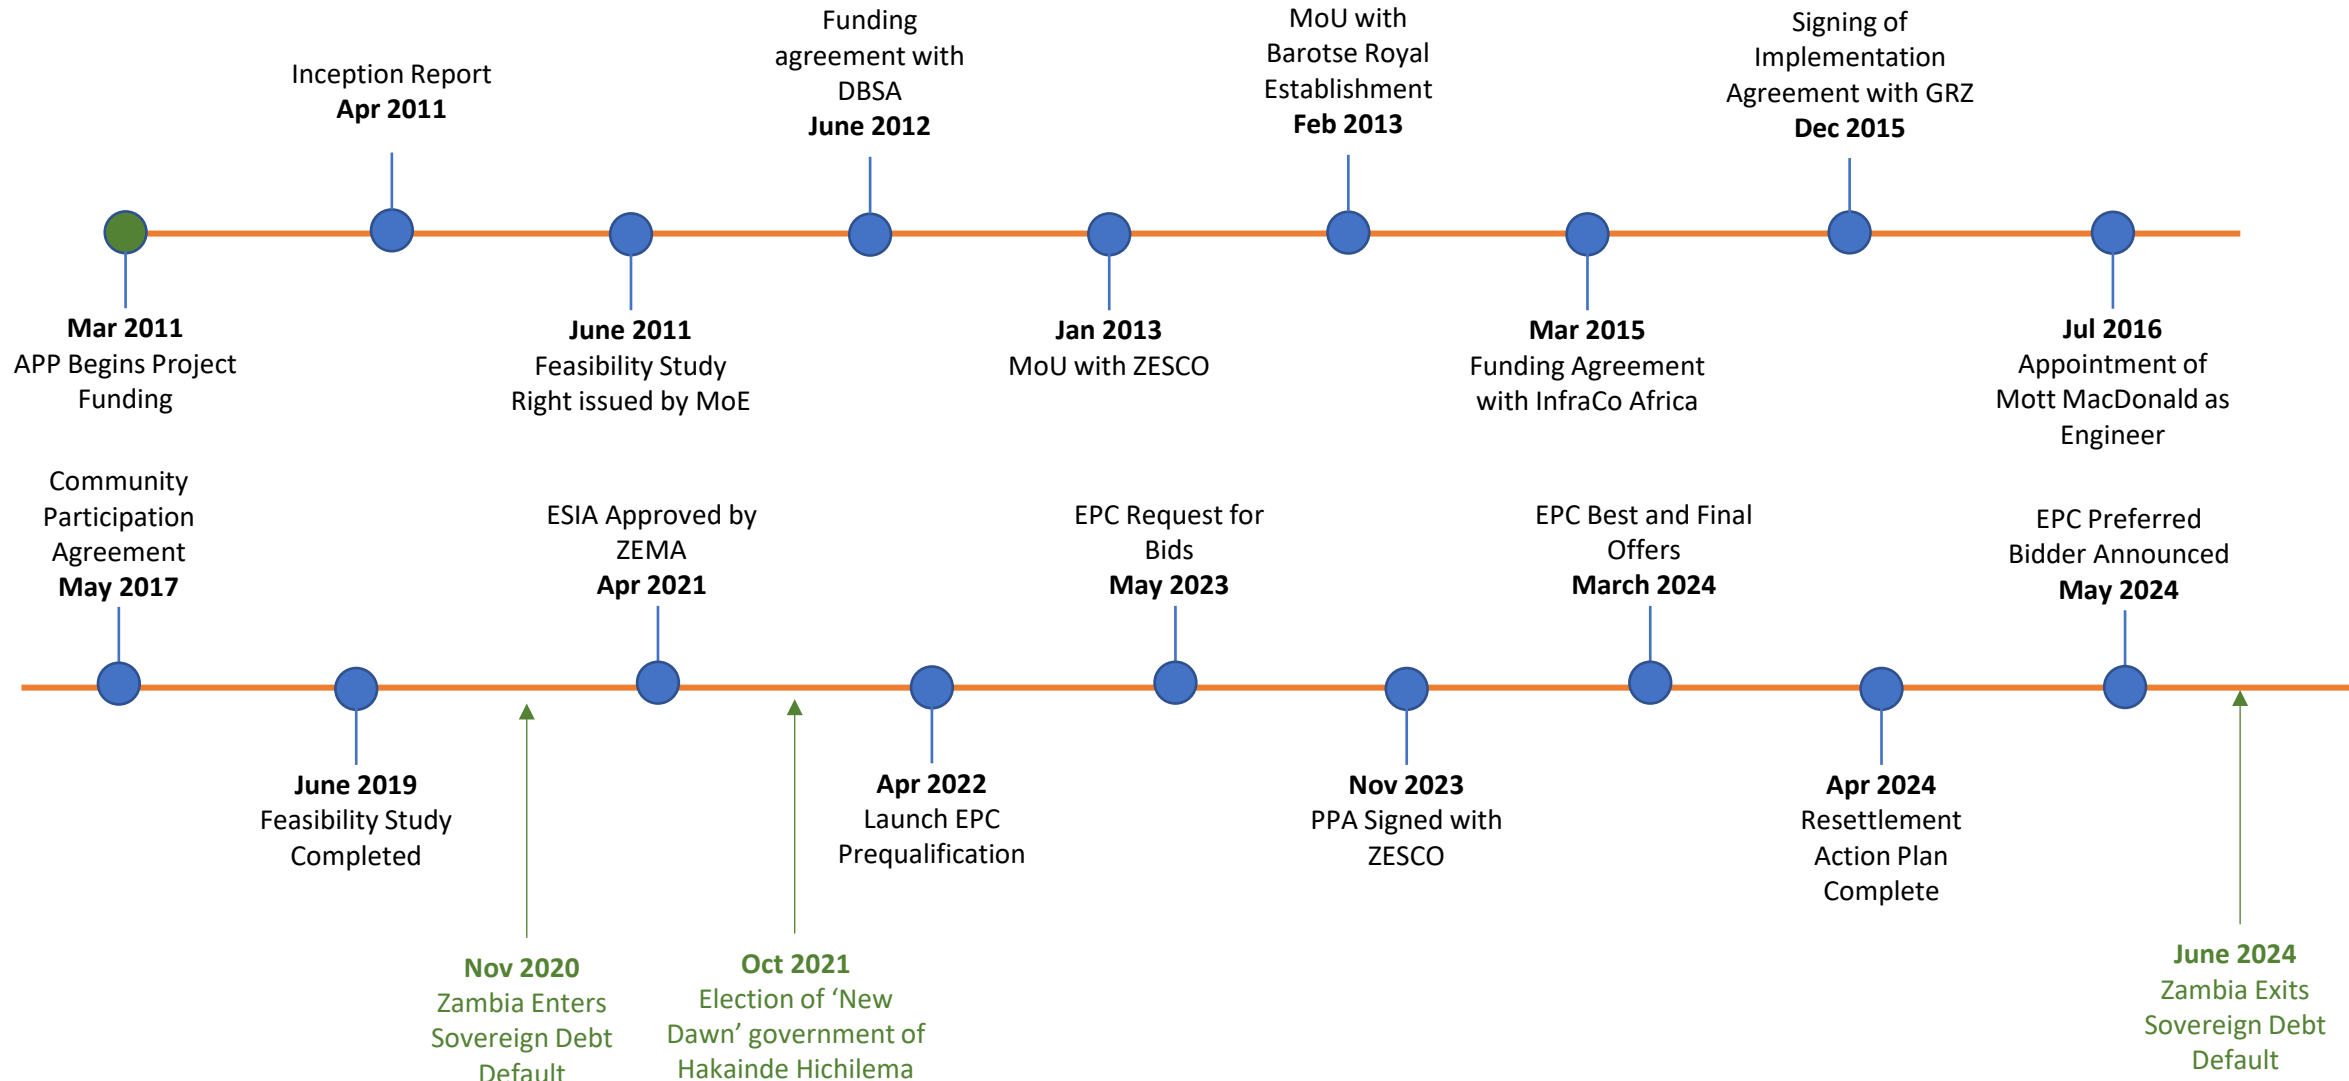 Inception Report
Apr 2011
Funding
agreement with
DBSA
June 2012
MoU with
Barotse Royal
Establishment
Feb 2013
Signing of
Implementation
Agreement with GRZ
Dec 2015
Mar 2011
APP Begins Project
Funding
June 2011
Feasibility Study
Right issued by MoE
Jan 2013
MoU with ZESCO
Mar 2015
Funding Agreement
with InfraCo Africa
Jul 2016
Appointment of
Mott MacDonald as
Engineer
Community
Participation
Agreement
May 2017
ESIA Approved by
ZEMA
Apr 2021
EPC Request for
Bids
May 2023
EPC Best and Final
Offers
March 2024
EPC Preferred
Bidder Announced
May 2024
June 2019
Feasibility Study
Completed
Apr 2022
Launch EPC
Prequalification
Nov 2023
PPA Signed with
ZESCO
Apr 2024
Resettlement
Action Plan
Complete
Nov 2020
Zambia Enters
Sovereign Debt
Default
Oct 2021
Election of ‘New
Dawn’ government of
Hakainde Hichilema
June 2024
Zambia Exits
Sovereign Debt
Default